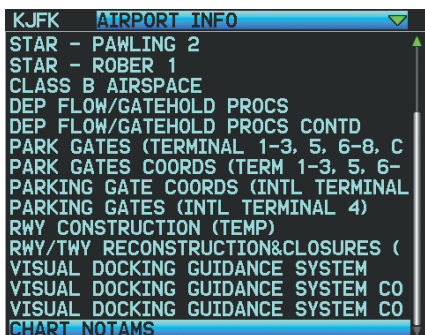 KJFK AIRPORT INFO
STAR - PAWLING 2
STAR - ROBER 1
CLASS B AIRSPACE
DEP FLOW/GATEHOLD PROCS
DEP FLOW/GATEHOLD PROCS CONTD
PARK GATES (TERMINAL 1-3, 5, 6-8, C
PARK GATES COORDS (TERM 1-3, 5, 6-
PARKING GATE COORDS (INTL TERMINAL
PARKING GATES (INTL TERMINAL 4)
RWY CONSTRUCTION (TEMP)
RWY/TWY RECONSTRUCTION&CLOSURES (
VISUAL DOCKING GUIDANCE SYSTEM
VISUAL DOCKING GUIDANCE SYSTEM CO
VISUAL DOCKING GUIDANCE SYSTEM CO
CHART NOTAMS